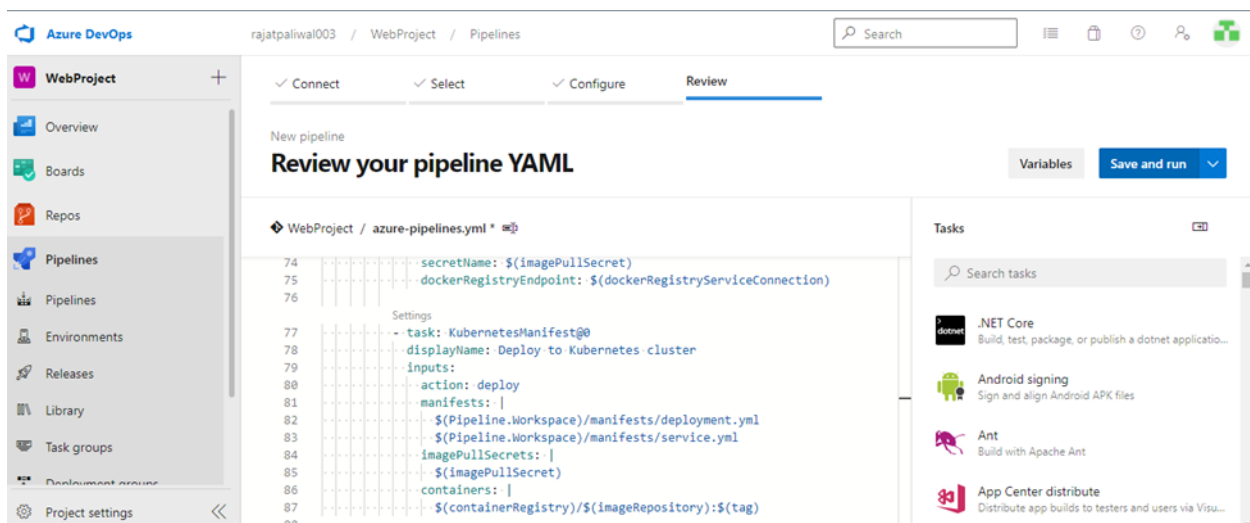 Azure DevOps
rajatpaliwal003 / WebProject / Pipelines
Search
W WebProject
Overview
Boards
Repos
Pipelines
Pipelines
Environments
Releases
Library
Task groups
Deployment groups
Project settings
Connect
Select
Configure
Review
New pipeline
Review your pipeline YAML
Variables
Save and run
WebProject / azure-pipelines.yml *
74 secretName: $(imagePullSecret)
75 dockerRegistryEndpoint: $(dockerRegistryServiceConnection)
76
Settings
77 - task: KubernetesManifest@0
78 displayName: Deploy to Kubernetes cluster
79 inputs:
80 action: deploy
81 manifests: |
82 $(Pipeline.Workspace)/manifests/deployment.yml
83 $(Pipeline.Workspace)/manifests/service.yml
84 imagePullSecrets: |
85 $(imagePullSecret)
86 containers: |
87 $(containerRegistry)/$(imageRepository):$(tag)
Tasks
Search tasks
dotnet
.NET Core
Build, test, package, or publish a dotnet applicatio...
Android signing
Sign and align Android APK files
Ant
Build with Apache Ant
App Center distribute
Distribute app builds to testers and users via Visu...